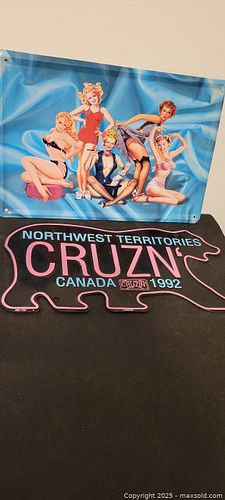 NORTHWEST TERRITORIES
CRUZN'
CANADA CRUZN' 1992
Copyright © 2025 - maxsold.com